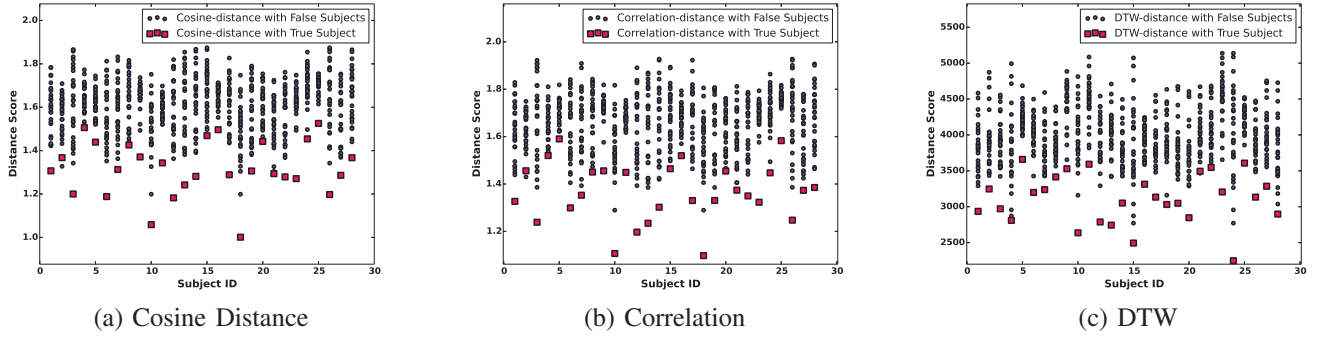 Cosine-distance with False Subjects
Cosine-distance with True Subject
2.0
1.8
1.6
1.4
1.2
1.0
Distance Score
0 5 10 15 20 25 30
Subject ID
(a) Cosine Distance
Correlation-distance with False Subjects
Correlation-distance with True Subject
2.0
1.8
1.6
1.4
1.2
Distance Score
0 5 10 15 20 25 30
Subject ID
(b) Correlation
DTW-distance with False Subjects
DTW-distance with True Subject
5500
5000
4500
4000
3500
3000
2500
Distance Score
0 5 10 15 20 25 30
Subject ID
(c) DTW